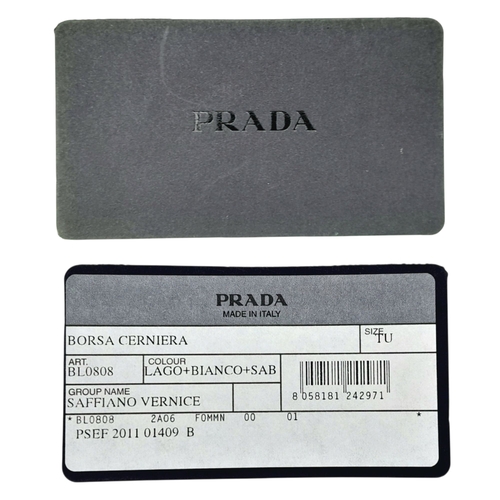 PRADA
PRADA
MADE IN ITALY
BORSA CERNIERA SIZE TU
ART. COLOUR
BL0808 LAGO+BIANCO+SAB
GROUP NAME
SAFFIANO VERNICE 8 058181 242971
* BL0808 2A06 F0MMN 00 01 *
PSEF 2011 01409 B